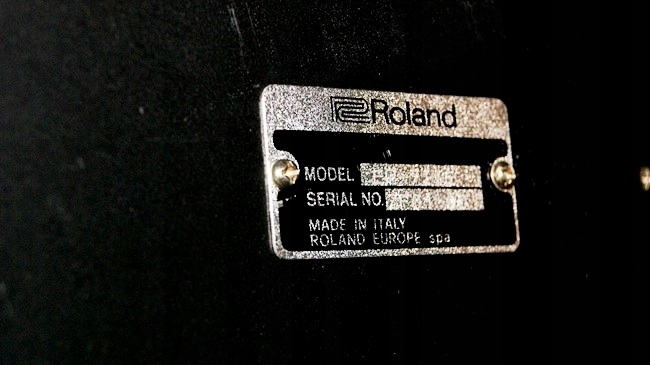 Roland
MODEL
SERIAL NO.
MADE IN ITALY
ROLAND EUROPE spa